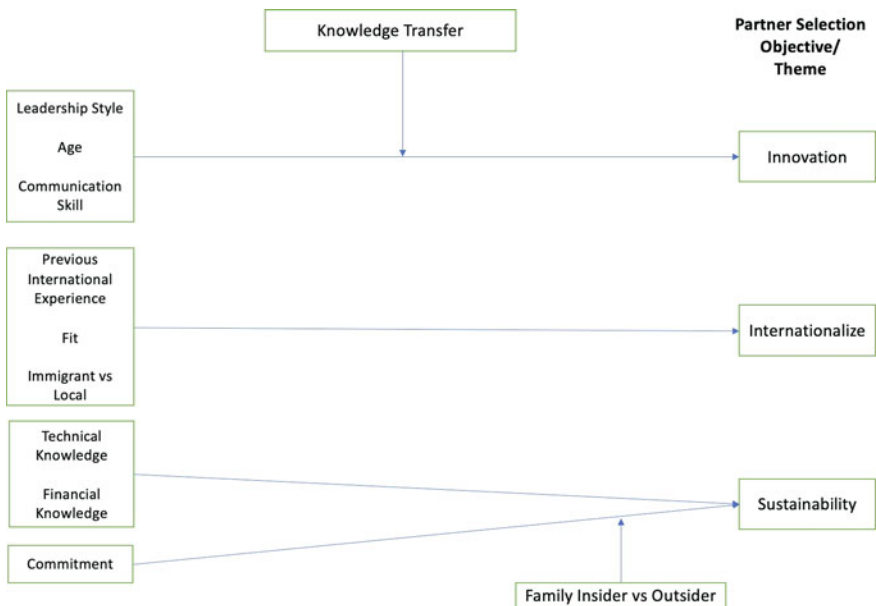 Knowledge Transfer
Partner Selection
Objective/
Theme
Leadership Style
Age
Communication
Skill
Innovation
Previous
International
Experience
Fit
Immigrant vs
Local
Internationalize
Technical
Knowledge
Financial
Knowledge
Sustainability
Commitment
Family Insider vs Outsider